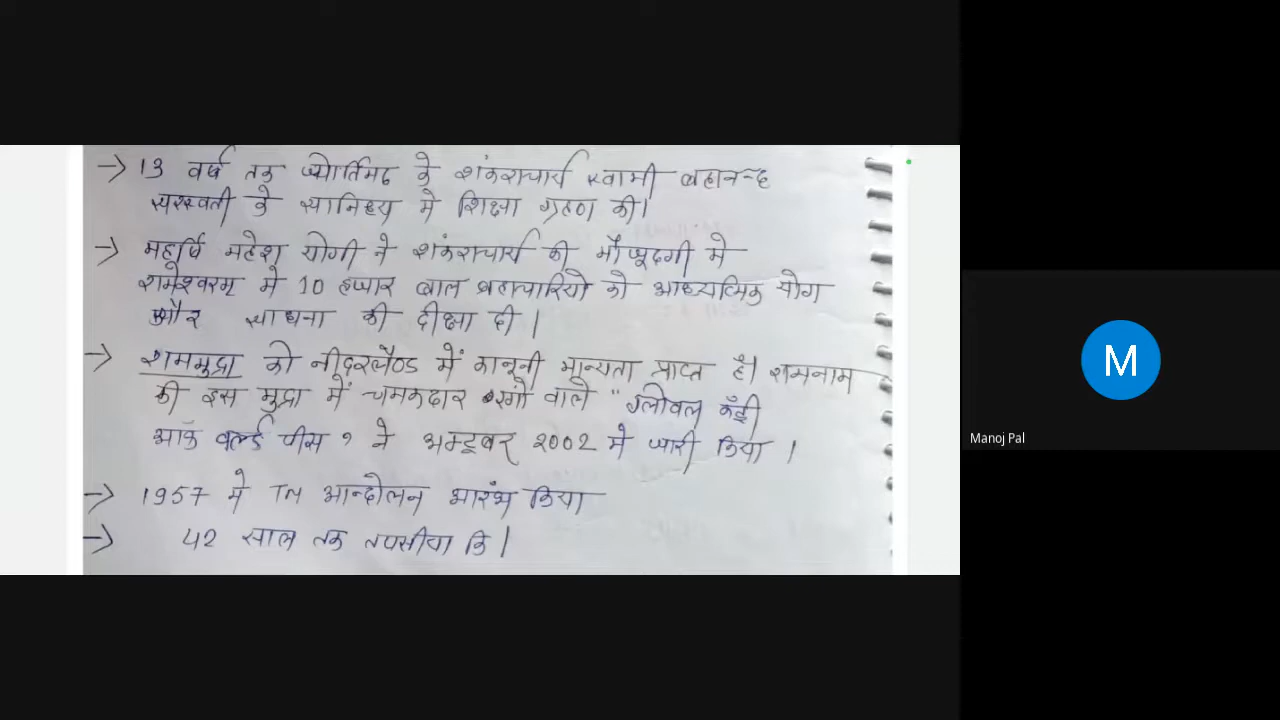 → 13 वर्ष तक ज्योर्तिमठ के शंकराचार्य स्वामी ब्रहानन्द
सरस्वती के सानिध्य मे शिक्षा ग्रहण की।
→ महर्षि महेश योगी ने शंकराचार्य की मौजूदगी मे
रामेश्वरम् मे 10 हजार बाल ब्रहाचारियो को आध्यात्मिक योग
और साधना की दीक्षा दी।
→ राममुद्रा को नीदरलैण्ड में कानूनी मान्यता प्राप्त है। रामनाम
की इस मुद्रा में चमकदार रंगो वाले "ग्लोवल कँट्री
ऑफ वर्ल्ड पीस" ने अक्टूबर 2002 मे जारी किया।
→ 1957 मे TM आन्दोलन आरंभ किया
→ 42 साल तक तपसीया कि।
M
Manoj Pal